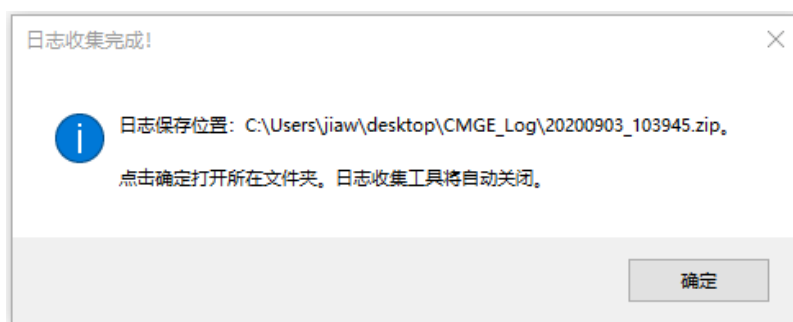 日志收集完成!
日志保存位置：C:\Users\jiaw\desktop\CMGE_Log\20200903_103945.zip。
点击确定打开所在文件夹。日志收集工具将自动关闭。
确定